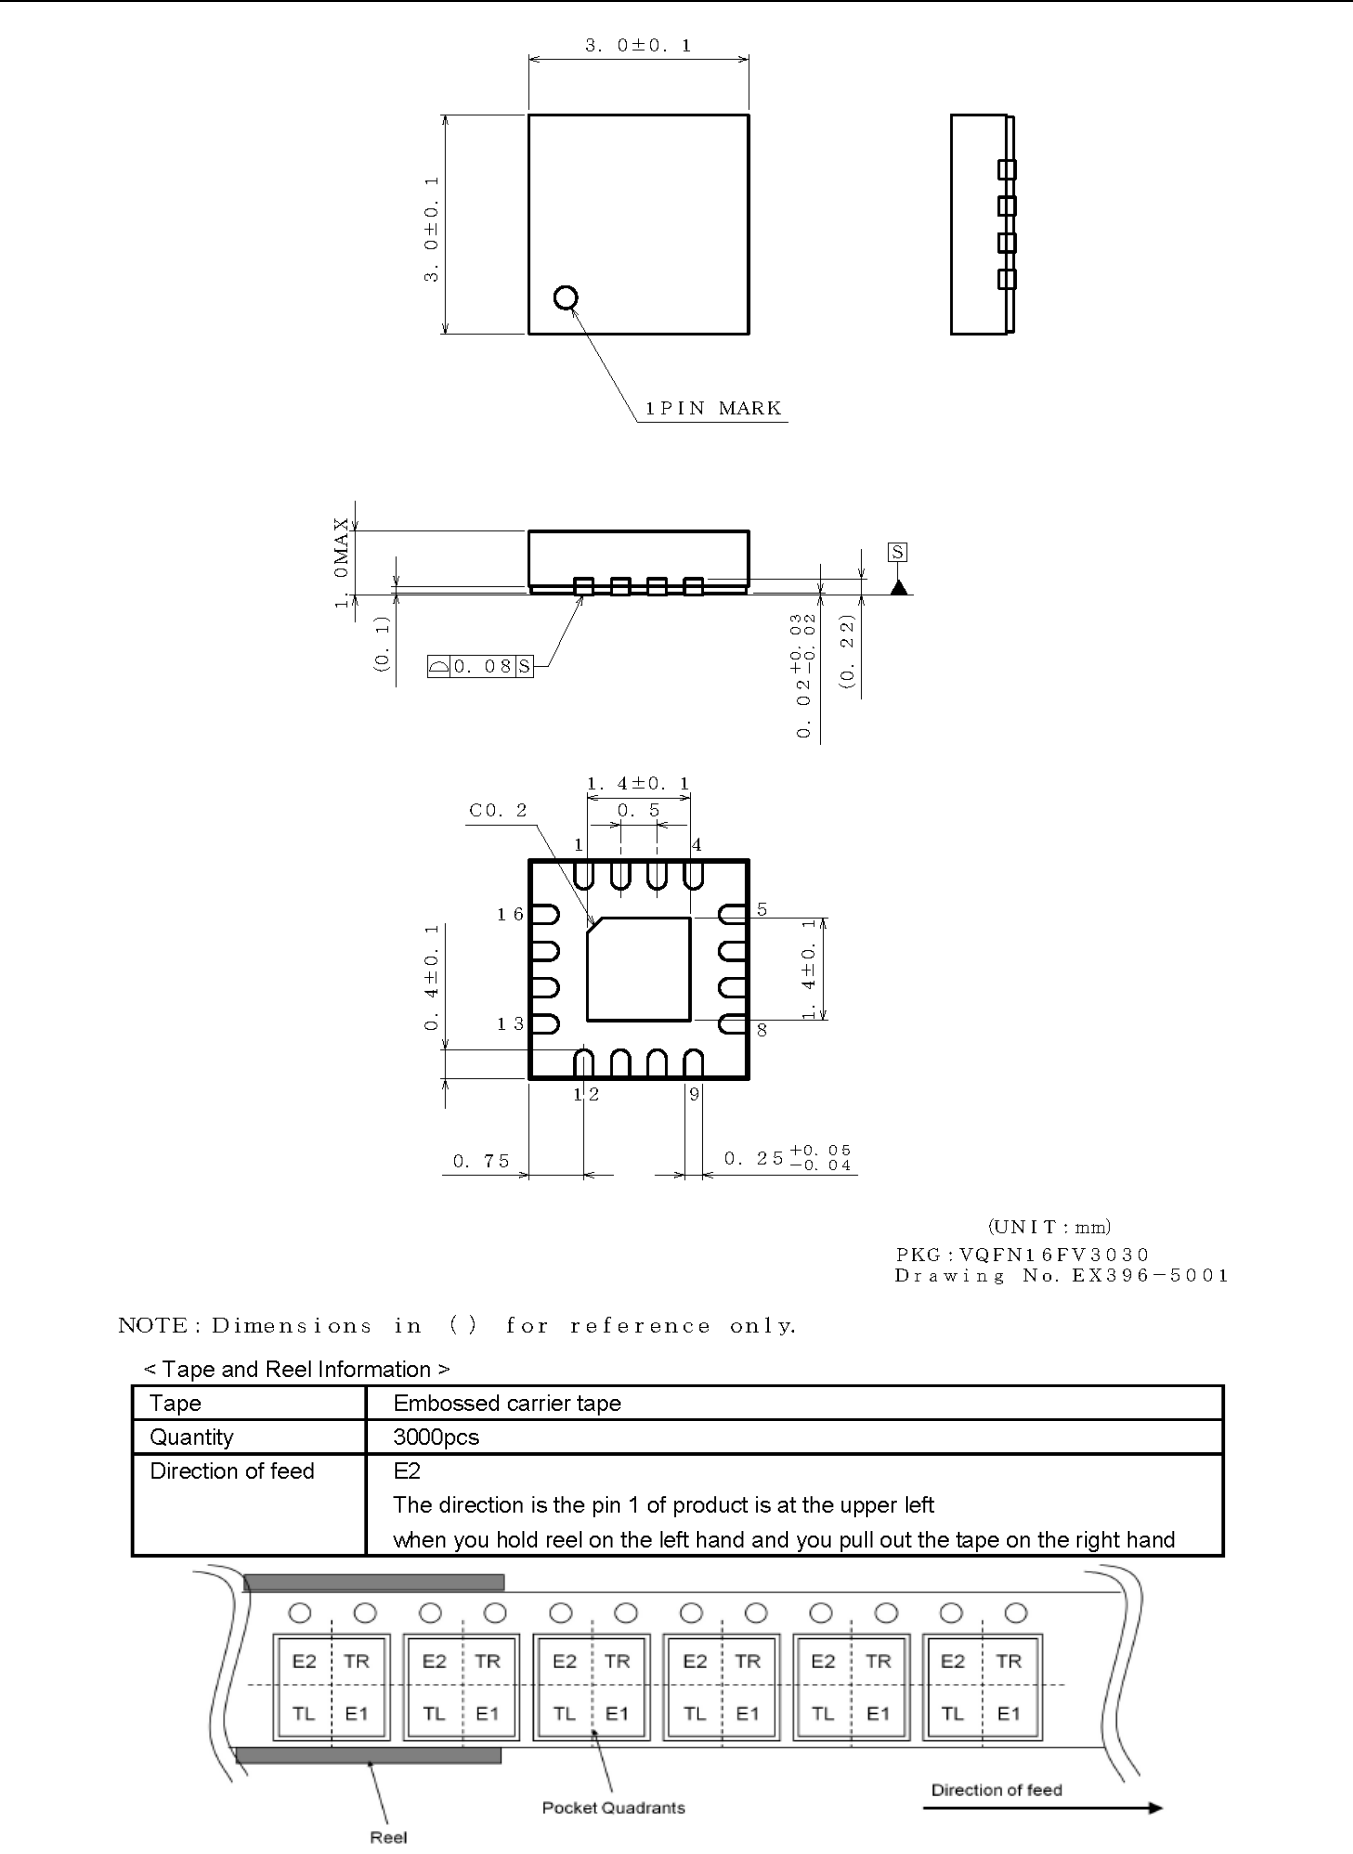 3. 0±0. 1
3. 0±0. 1
1PIN MARK
1. 0MAX
S
(0. 1)
0. 08 S
0. 02 +0. 03 −0. 02
(0. 22)
1. 4±0. 1
C0. 2
0. 5
1
4
16
5
0. 4±0. 1
1. 4±0. 1
13
8
12
9
0. 75
0. 25 +0. 05 −0. 04
(UNIT : mm)
PKG : VQFN16FV3030
Drawing No. EX396−5001
NOTE : Dimensions in ( ) for reference only.
< Tape and Reel Information >
Tape Embossed carrier tape
Quantity 3000pcs
Direction of feed E2
The direction is the pin 1 of product is at the upper left
when you hold reel on the left hand and you pull out the tape on the right hand
E2 TR E2 TR E2 TR E2 TR E2 TR E2 TR
TL E1 TL E1 TL E1 TL E1 TL E1 TL E1
Direction of feed
Pocket Quadrants
Reel